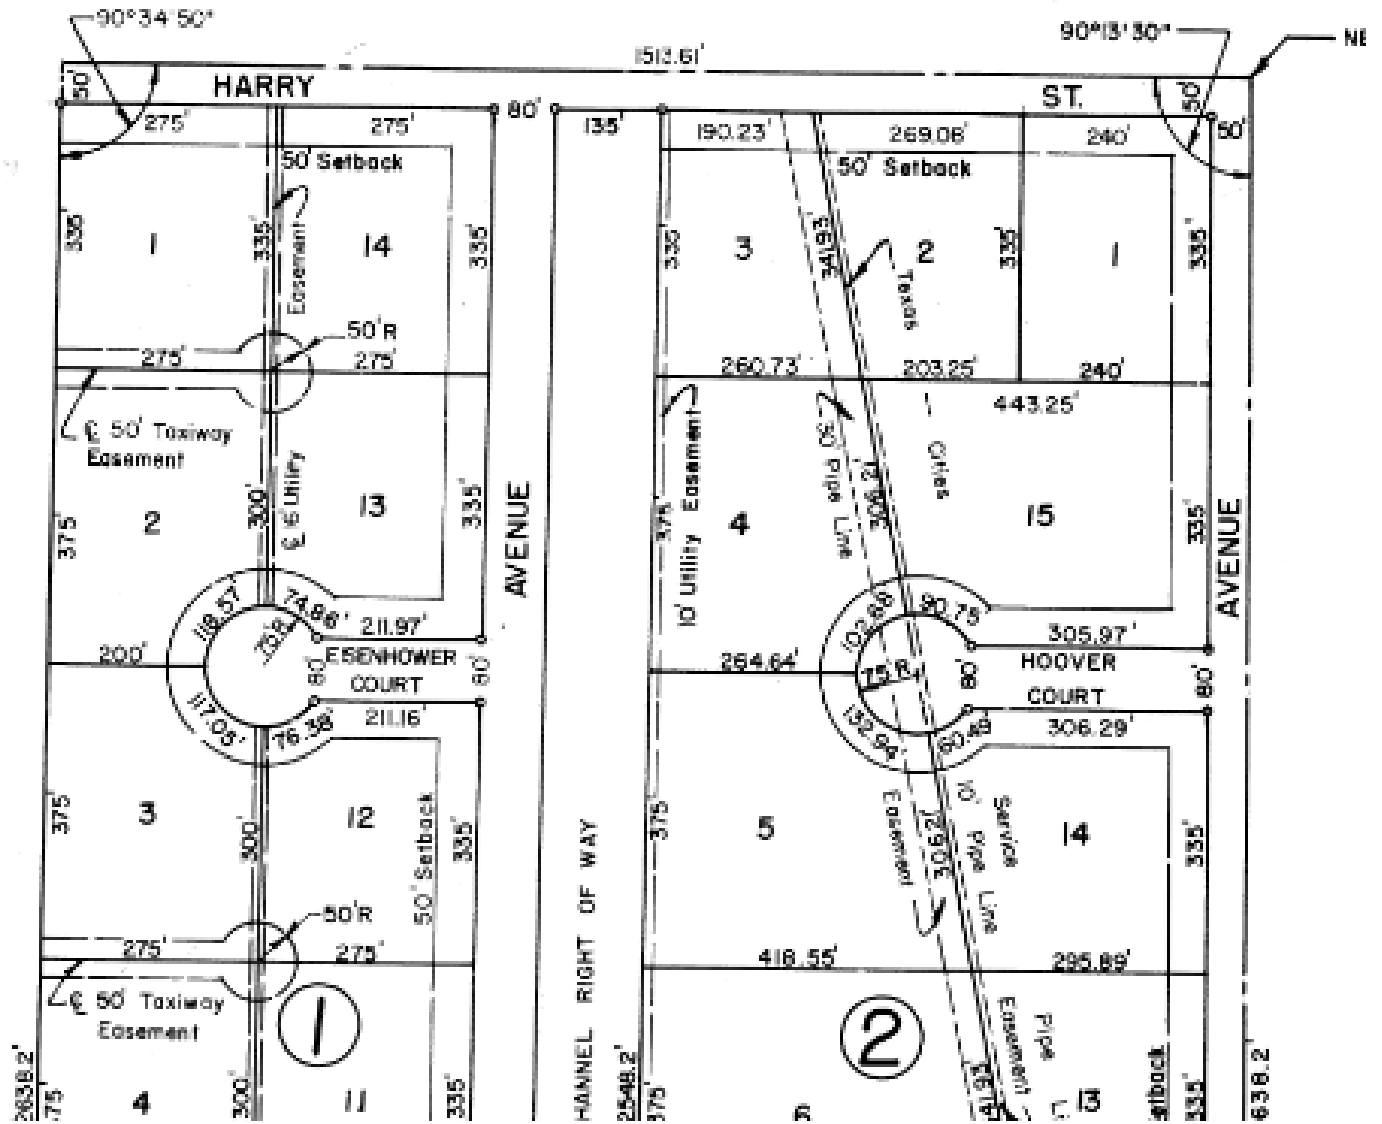 90°34'50"
90°13'30"
NE
1513.61'
50'
HARRY
ST.
50'
275'
275'
80'
135'
190.23'
269.06'
240'
50'
50' Setback
50' Setback
335'
1
335'
Easement
14
335'
335'
3
341.93'
2
Texas
335'
1
335'
50'R
275'
275'
260.73'
203.25'
240'
443.25'
℄ 50' Taxiway
Easement
℄ 16' Utility
10' Utility Easement
30' Pipe Line
Cities
375'
2
300'
13
335'
AVENUE
375'
4
306.21'
15
335'
AVENUE
118.57'
74.86'
75'R
211.97'
102.68'
90.75
305.97'
200'
80'
EISENHOWER
COURT
80'
264.64'
75'R
80'
HOOVER
COURT
80'
117.05'
76.38'
211.16'
132.94'
60.49'
306.29'
375'
3
300'
12
50' Setback
335'
375'
5
Easement
306.21'
10' Pipe Line
Service
14
335'
CHANNEL RIGHT OF WAY
50'R
275'
275'
418.55'
295.89'
℄ 50' Taxiway
Easement
1
2
Easement
Pipe
2638.2'
375'
4
300'
11
335'
2548.2'
375'
6
341.93'
13
Setback
335'
2638.2'